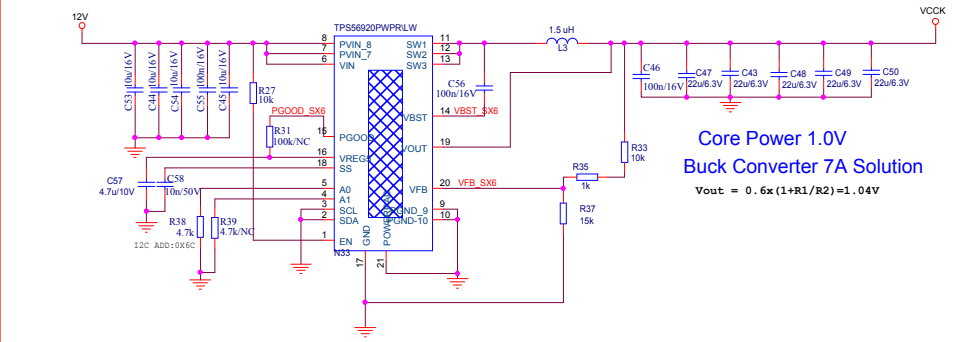 12V
VCCK
TPS56920PWPR\LW
8
7
6
PVIN_8
PVIN_7
VIN
SW1
SW2
SW3
11
12
13
1.5 uH
L3
C53
10u/16V
C44
10u/16V
C54
10u/16V
C55
100n/16V
C45
10u/16V
R27
10k
C56
100n/16V
C46
100n/16V
C47
22u/6.3V
C43
22u/6.3V
C48
22u/6.3V
C49
22u/6.3V
C50
22u/6.3V
PGOOD_SX6
R31
100k/NC
15
PGOOD
VBST
14
VBST_SX6
16
18
VREG5
SS
VOUT
19
C57
4.7u/10V
C58
10n/50V
5
4
3
2
A0
A1
SCL
SDA
VFB
20
VFB_SX6
R35
1k
R33
10k
R37
15k
PGND_9
PGND-10
9
10
R38
4.7k
R39
4.7k/NC
I2C ADD:0X6C
1
EN
GND
17
21
N33
Core Power 1.0V
Buck Converter 7A Solution
Vout = 0.6x(1+R1/R2)=1.04V